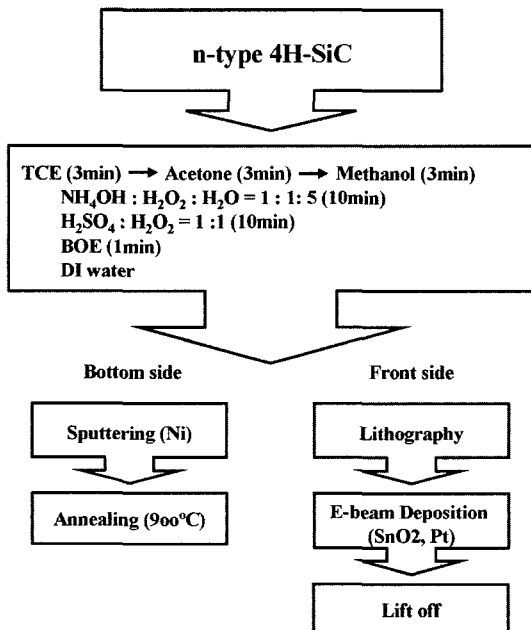 n-type 4H-SiC
TCE (3min) → Acetone (3min) → Methanol (3min)
NH₄OH : H₂O₂ : H₂O = 1 : 1: 5 (10min)
H₂SO₄ : H₂O₂ = 1 :1 (10min)
BOE (1min)
DI water
Bottom side
Front side
Sputtering (Ni)
Lithography
Annealing (9oo°C)
E-beam Deposition
(SnO2, Pt)
Lift off